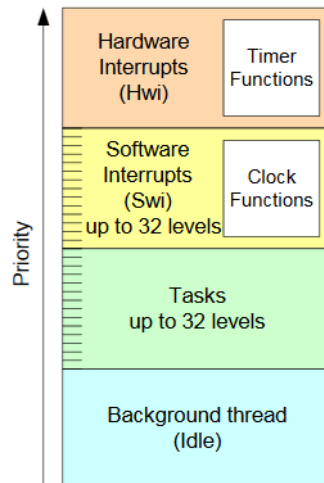 Priority
Hardware
Interrupts
(Hwi)
Timer
Functions
Software
Interrupts
(Swi)
up to 32 levels
Clock
Functions
Tasks
up to 32 levels
Background thread
(Idle)